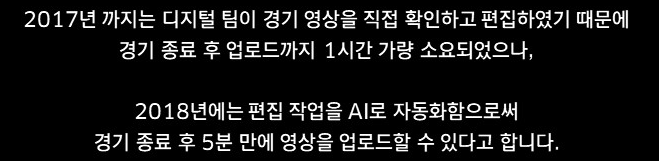 2017년 까지는 디지털 팀이 경기 영상을 직접 확인하고 편집하였기 때문에
경기 종료 후 업로드까지 1시간 가량 소요되었으나,
2018년에는 편집 작업을 AI로 자동화함으로써
경기 종료 후 5분 만에 영상을 업로드할 수 있다고 합니다.